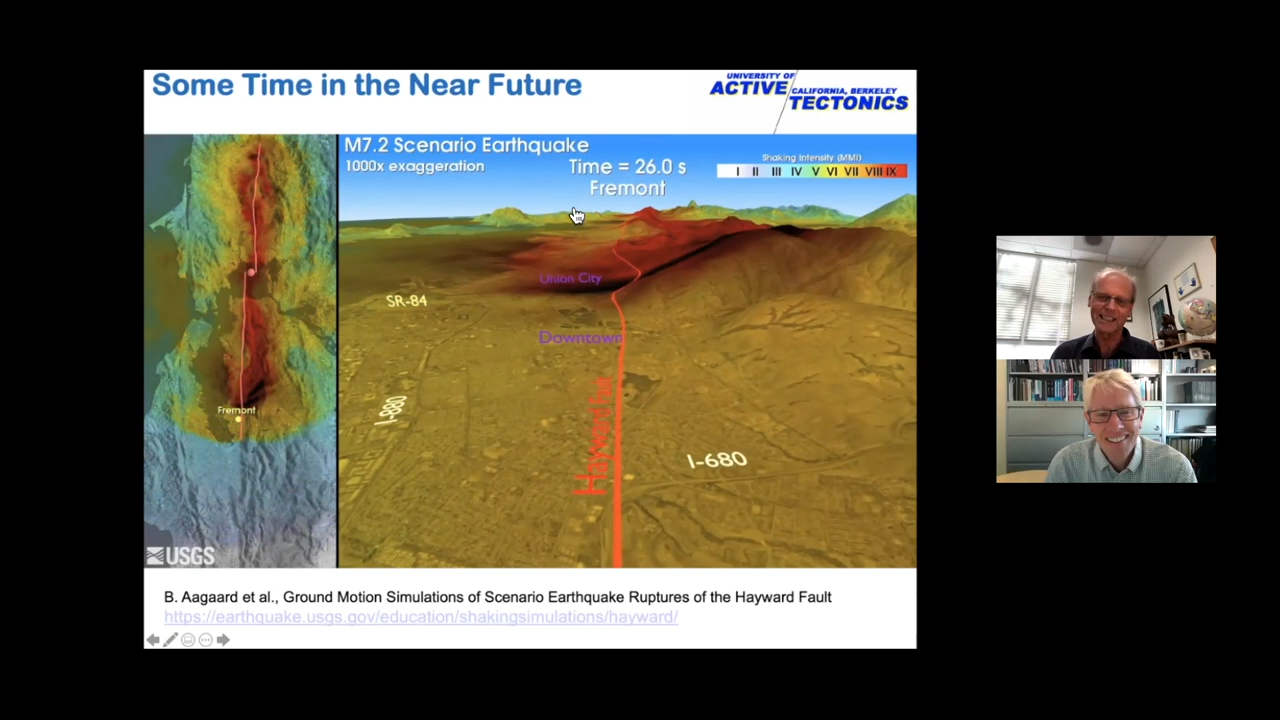 Some Time in the Near Future
UNIVERSITY OF
ACTIVE CALIFORNIA, BERKELEY
TECTONICS
M7.2 Scenario Earthquake
1000x exaggeration
Time = 26.0 s
Fremont
Shaking Intensity (MMI)
I II III IV V VI VII VIII IX
Union City
SR-84
Downtown
I-880
Hayward Fault
I-680
Fremont
USGS
B. Aagaard et al., Ground Motion Simulations of Scenario Earthquake Ruptures of the Hayward Fault
https://earthquake.usgs.gov/education/shakingsimulations/hayward/